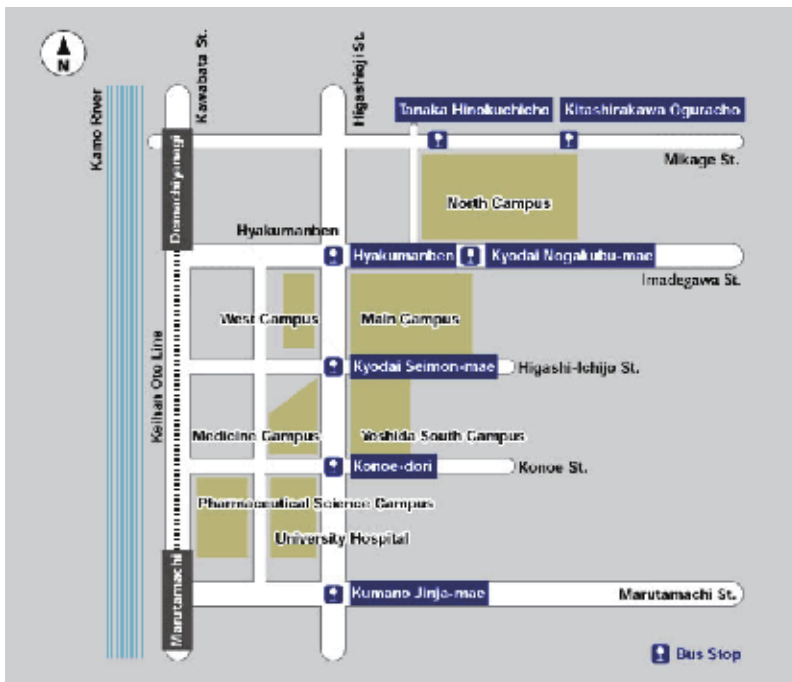 N
Kamo River
Kawabata St.
Higashioji St.
Tanaka Hinokuchicho
Kitashirakawa Oguracho
Mikage St.
Demachiyanagi
North Campus
Hyakumanben
Hyakumanben
Kyodai Nogakubu-mae
Imadegawa St.
West Campus
Main Campus
Keihan Oto Line
Kyodai Seimon-mae
Higashi-Ichijo St.
Medicine Campus
Yoshida South Campus
Konoe-dori
Konoe St.
Pharmaceutical Science Campus
University Hospital
Marutamachi
Kumano Jinja-mae
Marutamachi St.
Bus Stop